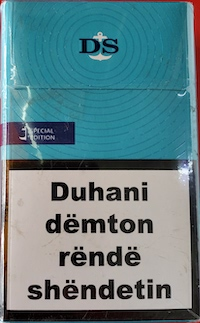 DS
SPECIAL
EDITION
Duhani
dëmton
rëndë
shëndetin